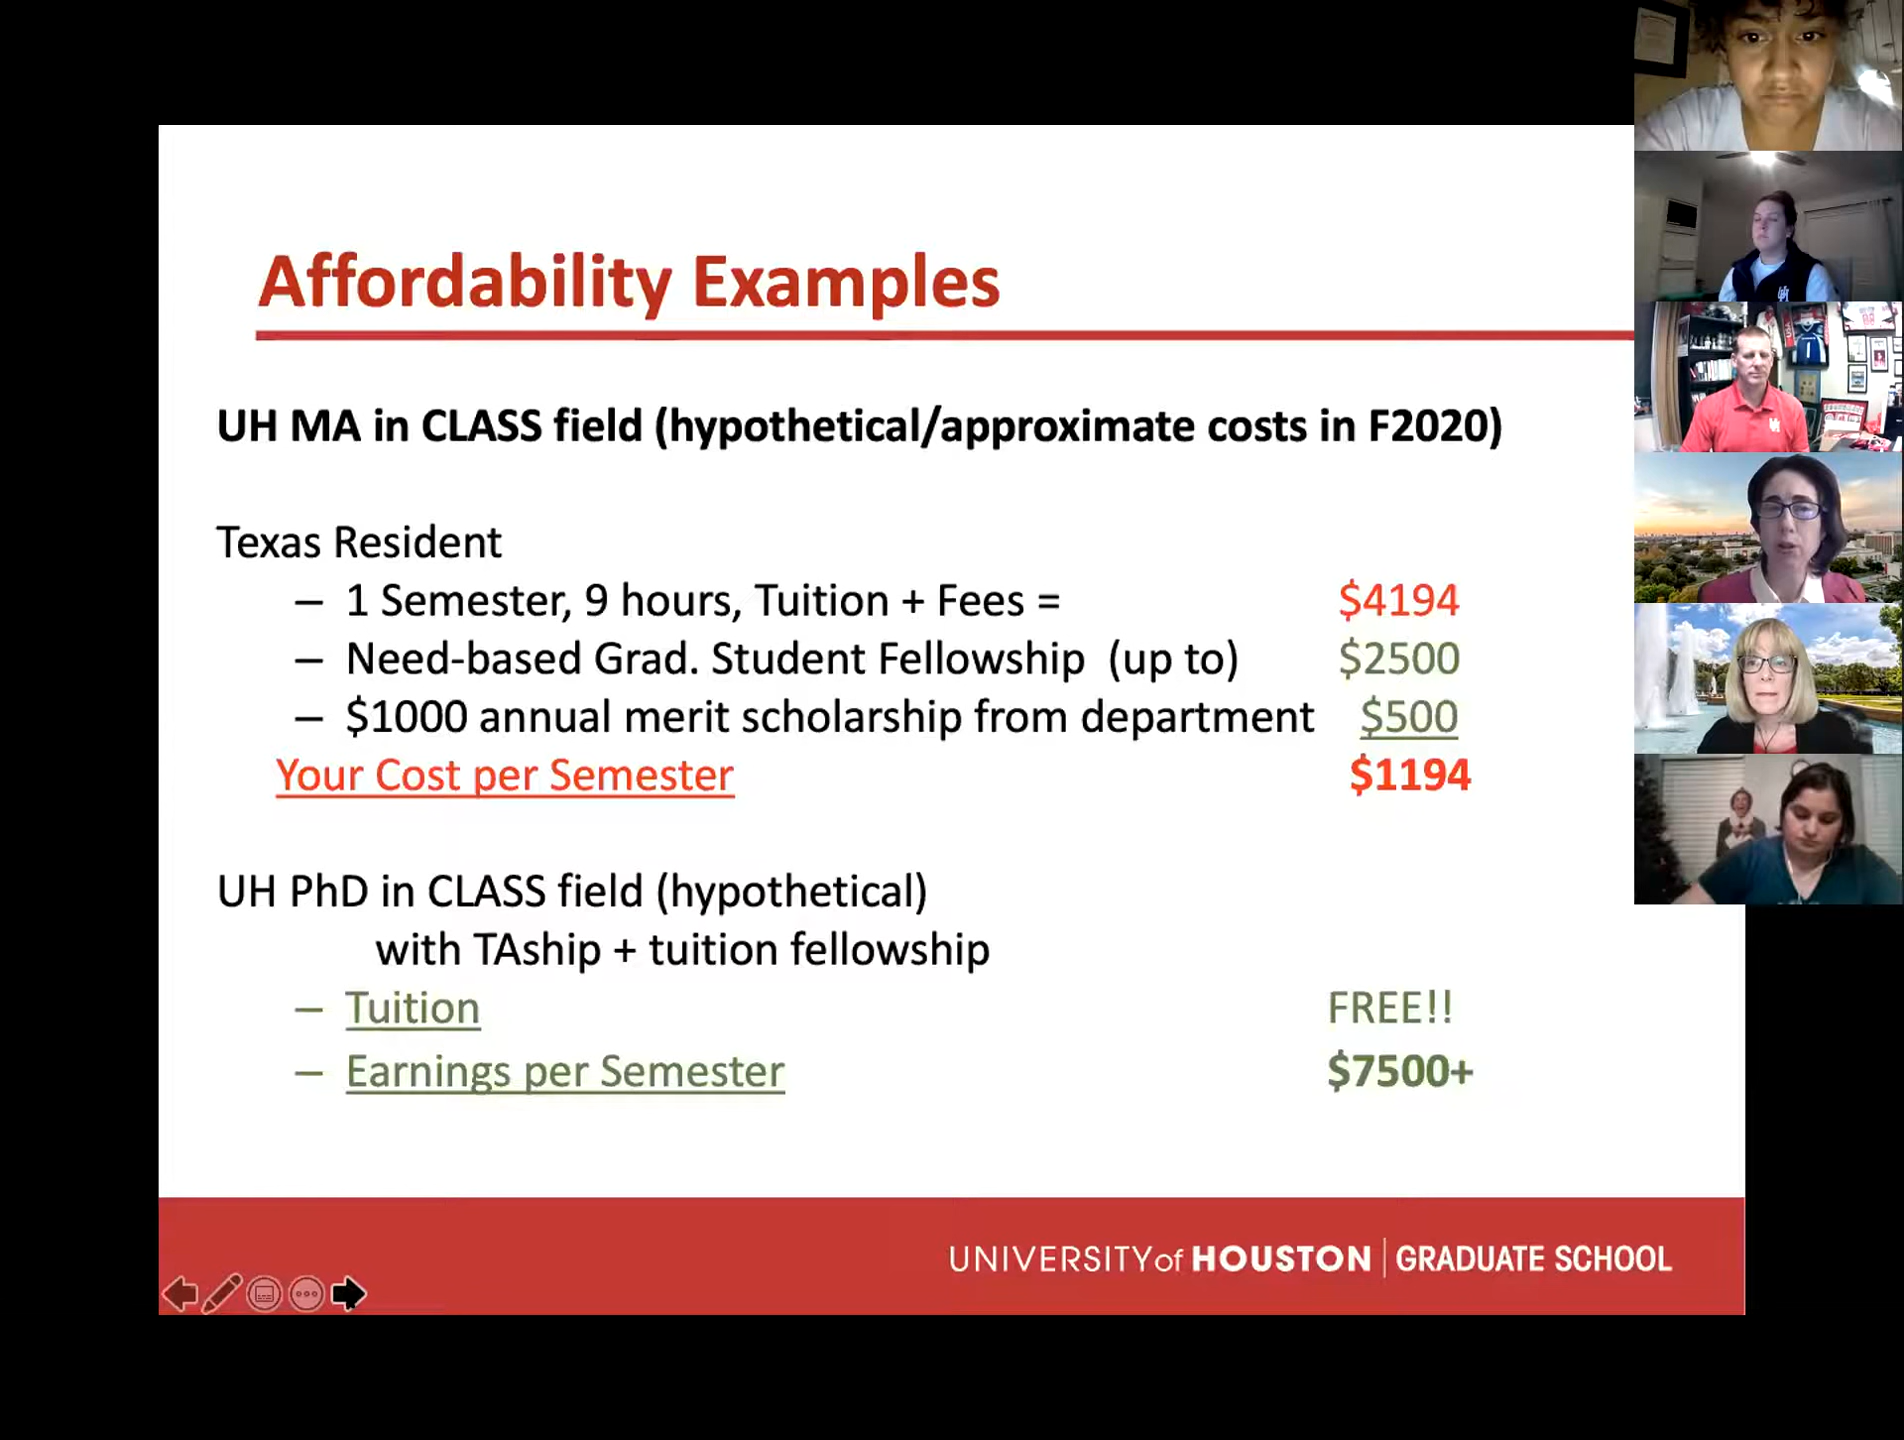 Affordability Examples
UH MA in CLASS field (hypothetical/approximate costs in F2020)
Texas Resident
– 1 Semester, 9 hours, Tuition + Fees = $4194
– Need-based Grad. Student Fellowship (up to) $2500
– $1000 annual merit scholarship from department $500
Your Cost per Semester $1194
UH PhD in CLASS field (hypothetical)
with TAship + tuition fellowship
– Tuition FREE!!
– Earnings per Semester $7500+
UNIVERSITY of HOUSTON | GRADUATE SCHOOL